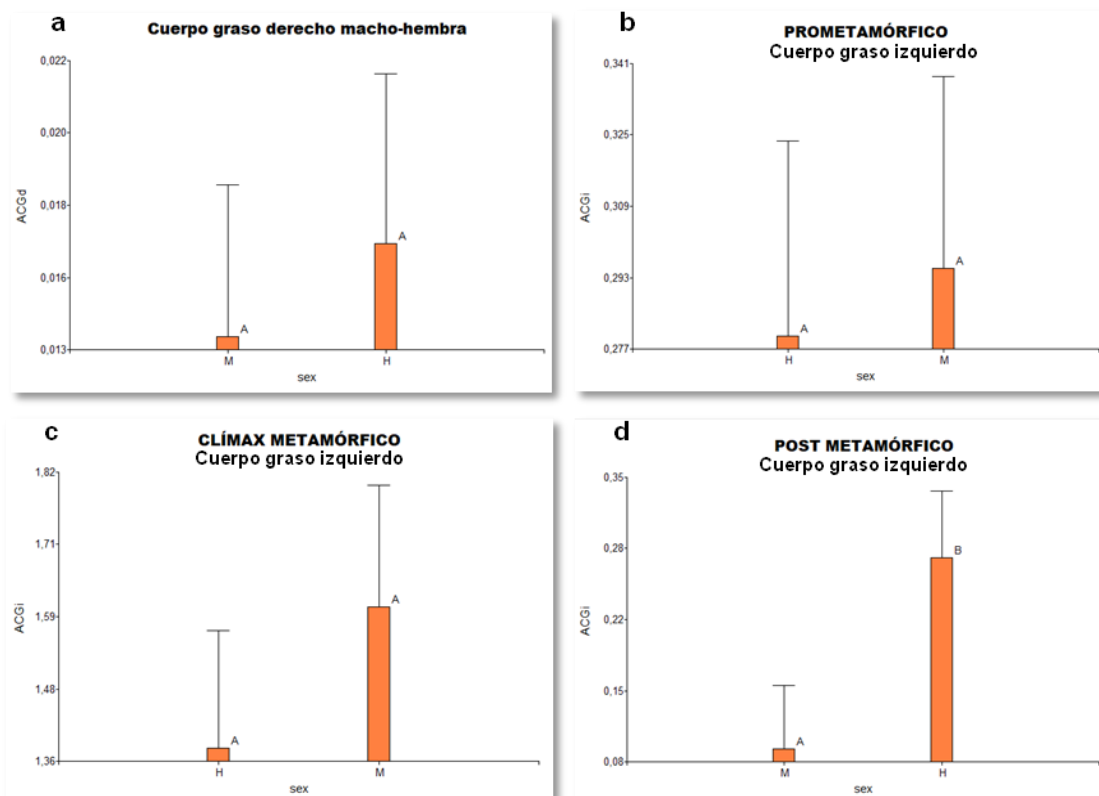 a
Cuerpo graso derecho macho-hembra
0,022
0,020
0,018
0,016
0,013
ACGd
A
A
M
H
sex
b
PROMETAMÓRFICO
Cuerpo graso izquierdo
0,341
0,325
0,309
0,293
0,277
ACGi
A
A
H
M
sex
c
CLÍMAX METAMÓRFICO
Cuerpo graso izquierdo
1,82
1,71
1,59
1,48
1,36
ACGi
A
A
H
M
sex
d
POST METAMÓRFICO
Cuerpo graso izquierdo
0,35
0,28
0,22
0,15
0,08
ACGi
A
B
M
H
sex